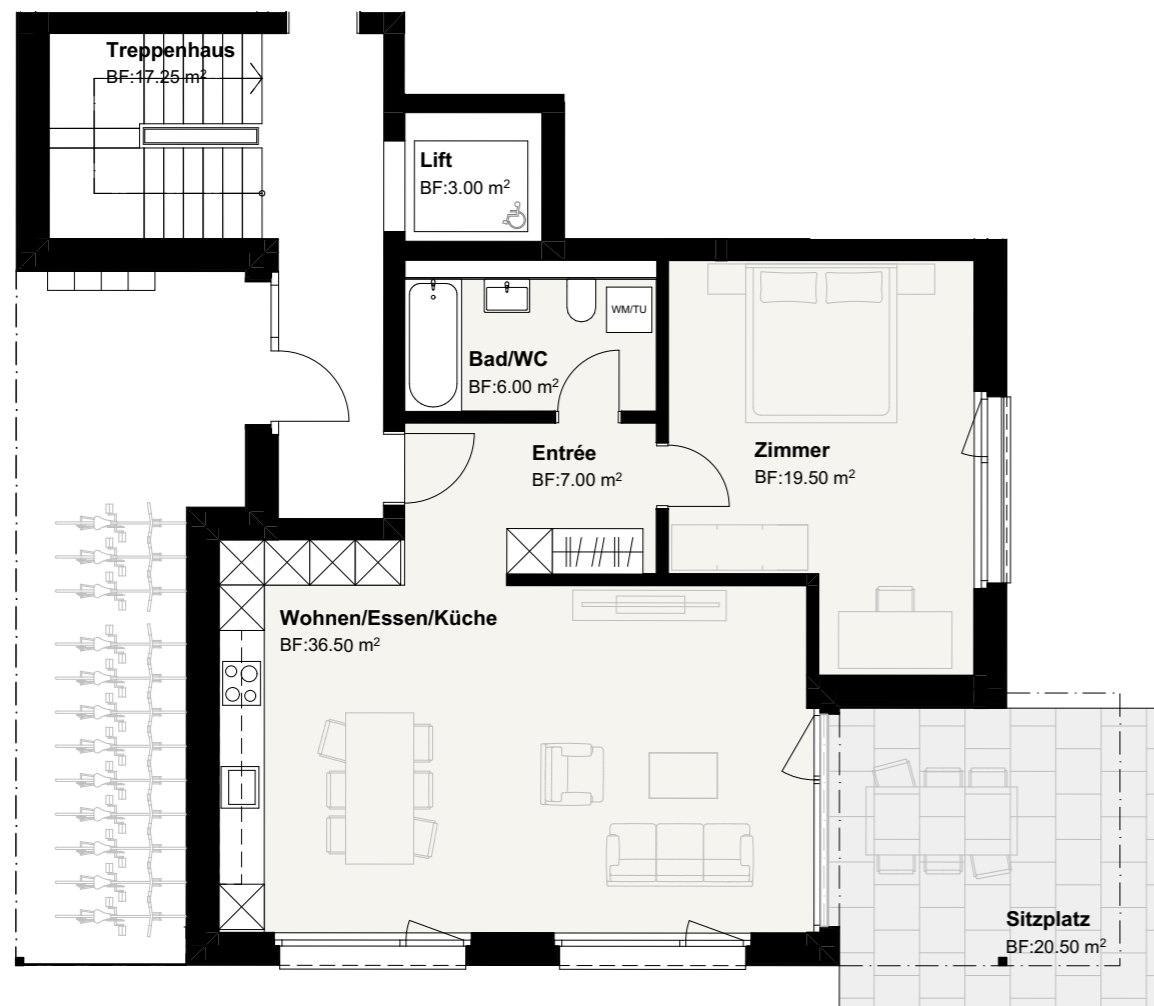 Treppenhaus
BF:17.25 m²
Lift
BF:3.00 m²
WM/TU
Bad/WC
BF:6.00 m²
Entrée
BF:7.00 m²
Zimmer
BF:19.50 m²
Wohnen/Essen/Küche
BF:36.50 m²
Sitzplatz
BF:20.50 m²